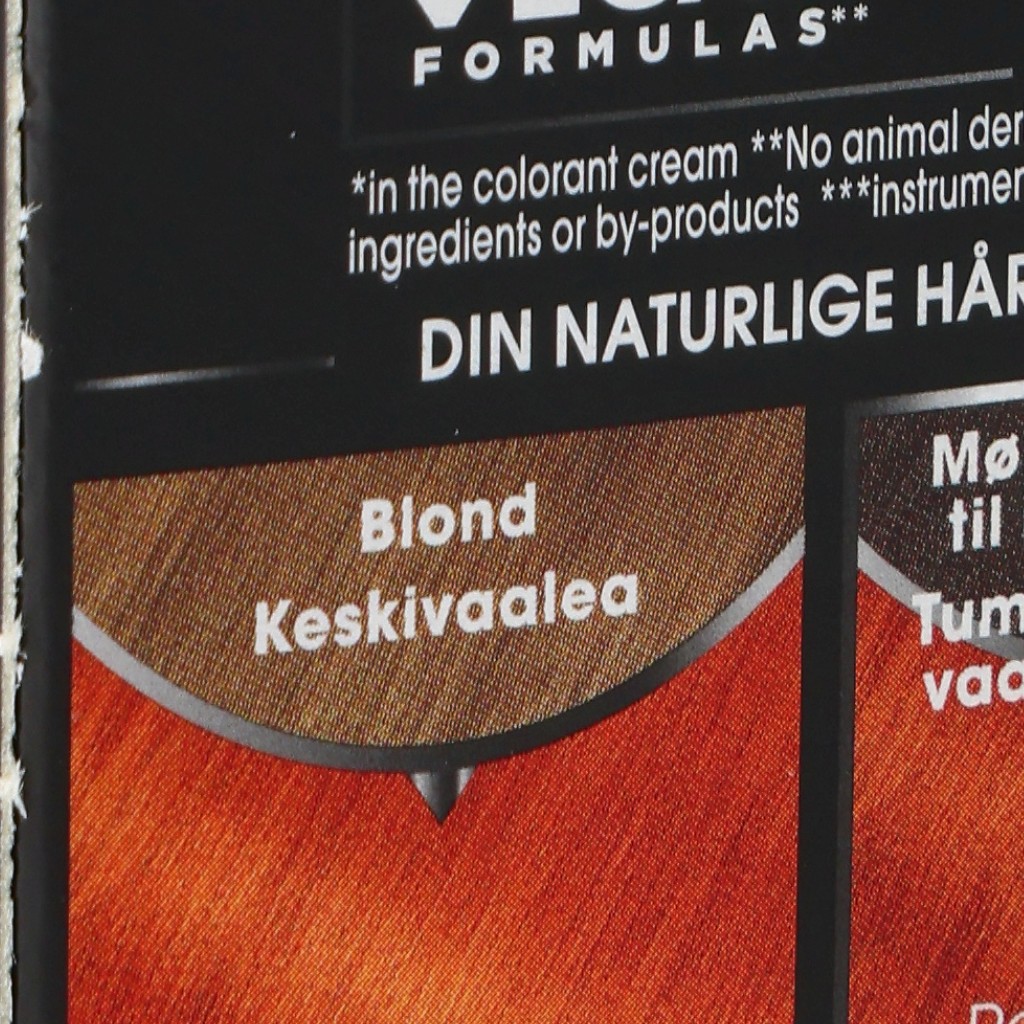 FORMULAS**
*in the colorant cream **No animal der
ingredients or by-products ***instrumen
DIN NATURLIGE HÅR
Blond
Keskivaalea
Mø
til
Tum
vaa